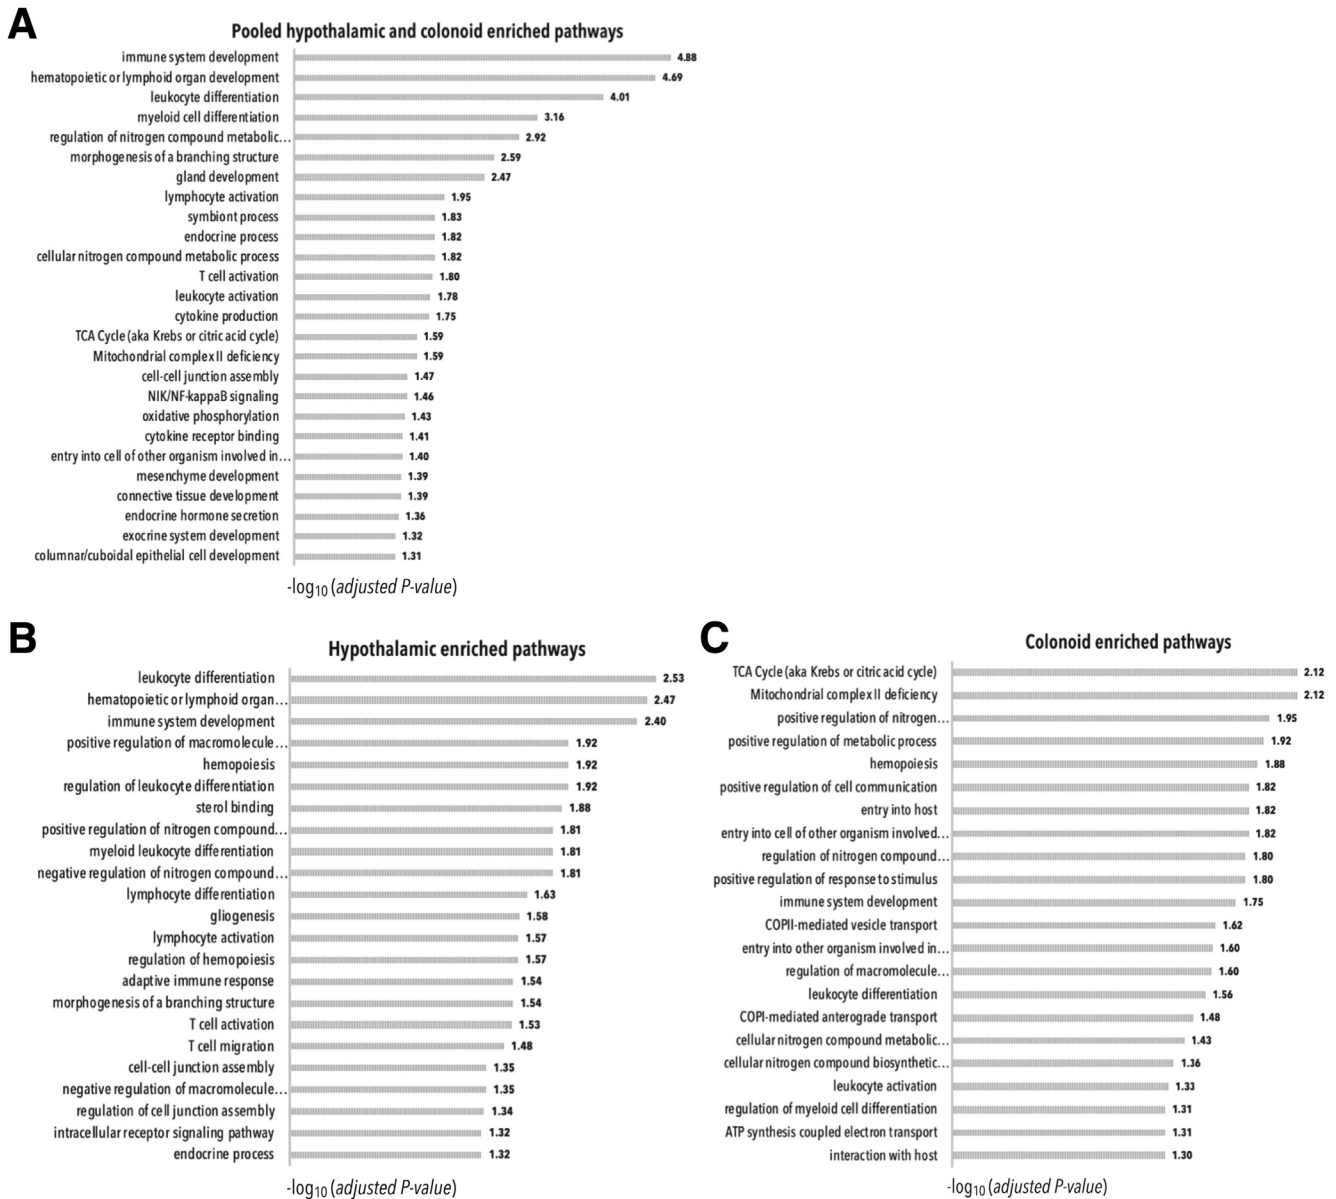 A
Pooled hypothalamic and colonoid enriched pathways
immune system development 4.88
hematopoietic or lymphoid organ development 4.69
leukocyte differentiation 4.01
myeloid cell differentiation 3.16
regulation of nitrogen compound metabolic... 2.92
morphogenesis of a branching structure 2.59
gland development 2.47
lymphocyte activation 1.95
symbiont process 1.83
endocrine process 1.82
cellular nitrogen compound metabolic process 1.82
T cell activation 1.80
leukocyte activation 1.78
cytokine production 1.75
TCA Cycle (aka Krebs or citric acid cycle) 1.59
Mitochondrial complex II deficiency 1.59
cell-cell junction assembly 1.47
NIK/NF-kappaB signaling 1.46
oxidative phosphorylation 1.43
cytokine receptor binding 1.41
entry into cell of other organism involved in... 1.40
mesenchyme development 1.39
connective tissue development 1.39
endocrine hormone secretion 1.36
exocrine system development 1.32
columnar/cuboidal epithelial cell development 1.31
-log10 (adjusted P-value)
B
Hypothalamic enriched pathways
leukocyte differentiation 2.53
hematopoietic or lymphoid organ... 2.47
immune system development 2.40
positive regulation of macromolecule... 1.92
hemopoiesis 1.92
regulation of leukocyte differentiation 1.92
sterol binding 1.88
positive regulation of nitrogen compound... 1.81
myeloid leukocyte differentiation 1.81
negative regulation of nitrogen compound... 1.81
lymphocyte differentiation 1.63
gliogenesis 1.58
lymphocyte activation 1.57
regulation of hemopoiesis 1.57
adaptive immune response 1.54
morphogenesis of a branching structure 1.54
T cell activation 1.53
T cell migration 1.48
cell-cell junction assembly 1.35
negative regulation of macromolecule... 1.35
regulation of cell junction assembly 1.34
intracellular receptor signaling pathway 1.32
endocrine process 1.32
-log10 (adjusted P-value)
C
Colonoid enriched pathways
TCA Cycle (aka Krebs or citric acid cycle) 2.12
Mitochondrial complex II deficiency 2.12
positive regulation of nitrogen... 1.95
positive regulation of metabolic process 1.92
hemopoiesis 1.88
positive regulation of cell communication 1.82
entry into host 1.82
entry into cell of other organism involved... 1.82
regulation of nitrogen compound... 1.80
positive regulation of response to stimulus 1.80
immune system development 1.75
COPII-mediated vesicle transport 1.62
entry into other organism involved in... 1.60
regulation of macromolecule... 1.60
leukocyte differentiation 1.56
COPI-mediated anterograde transport 1.48
cellular nitrogen compound metabolic... 1.43
cellular nitrogen compound biosynthetic... 1.36
leukocyte activation 1.33
regulation of myeloid cell differentiation 1.31
ATP synthesis coupled electron transport 1.31
interaction with host 1.30
-log10 (adjusted P-value)